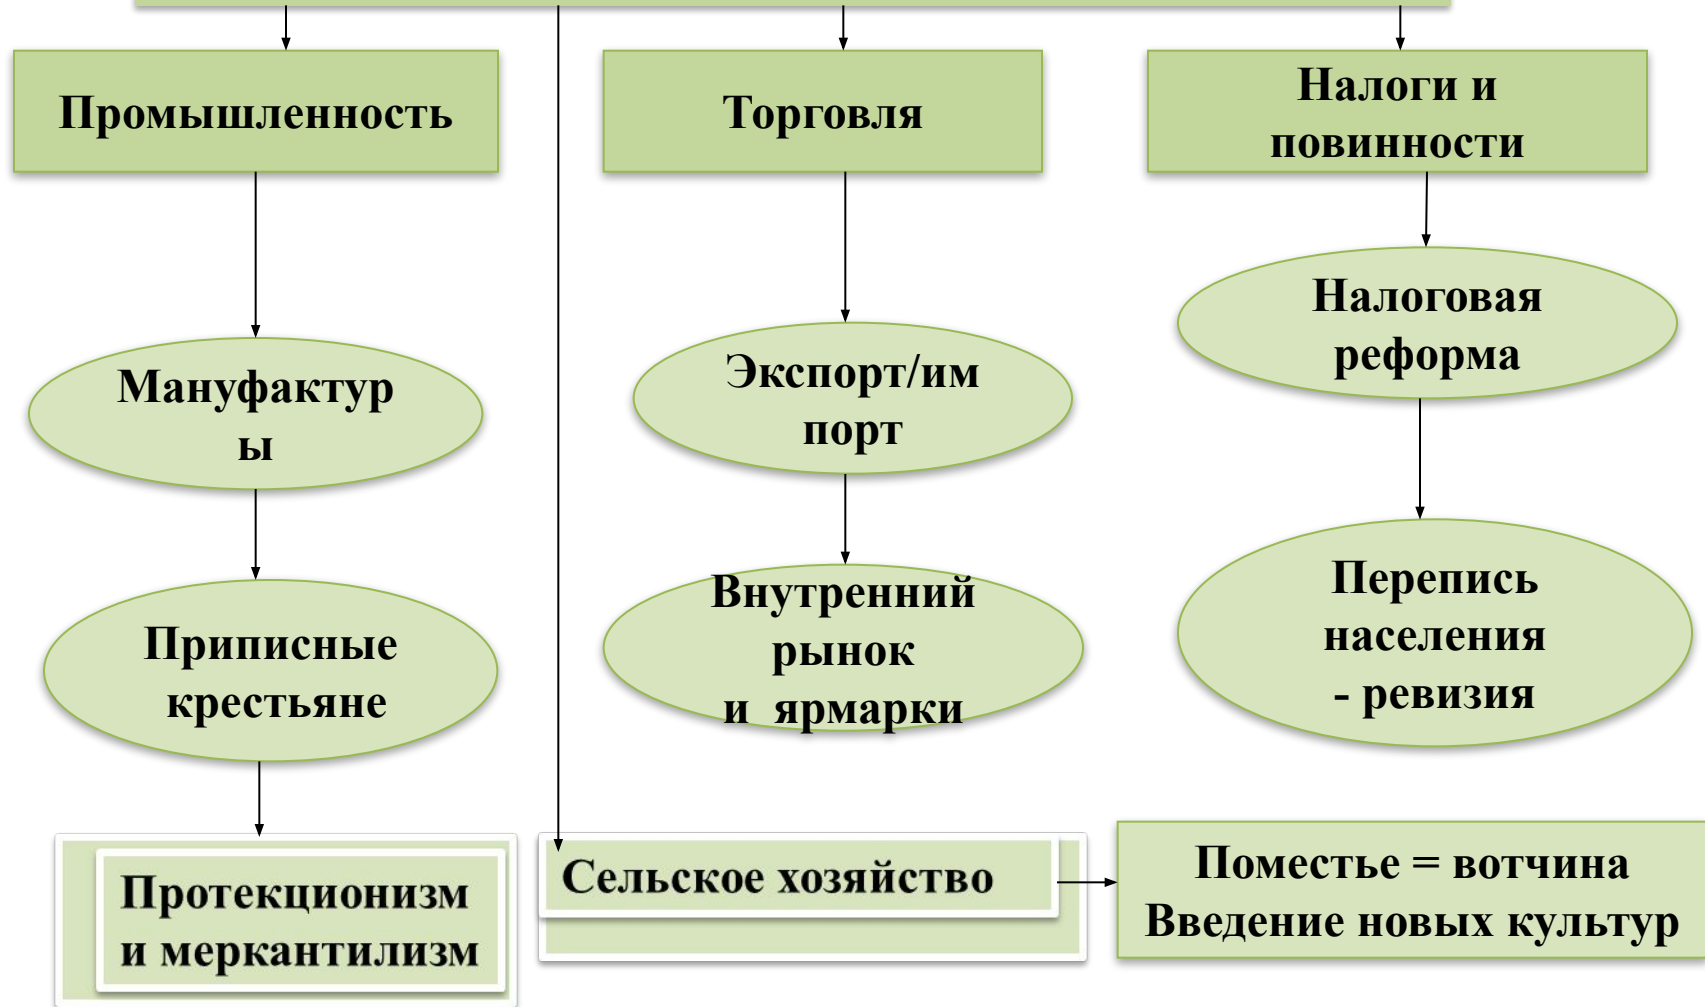 Промышленность
Торговля
Налоги и
повинности
Мануфактур
ы
Экспорт/им
порт
Налоговая
реформа
Приписные
крестьяне
Внутренний
рынок
и ярмарки
Перепись
населения
- ревизия
Протекционизм
и меркантилизм
Сельское хозяйство
Поместье = вотчина
Введение новых культур